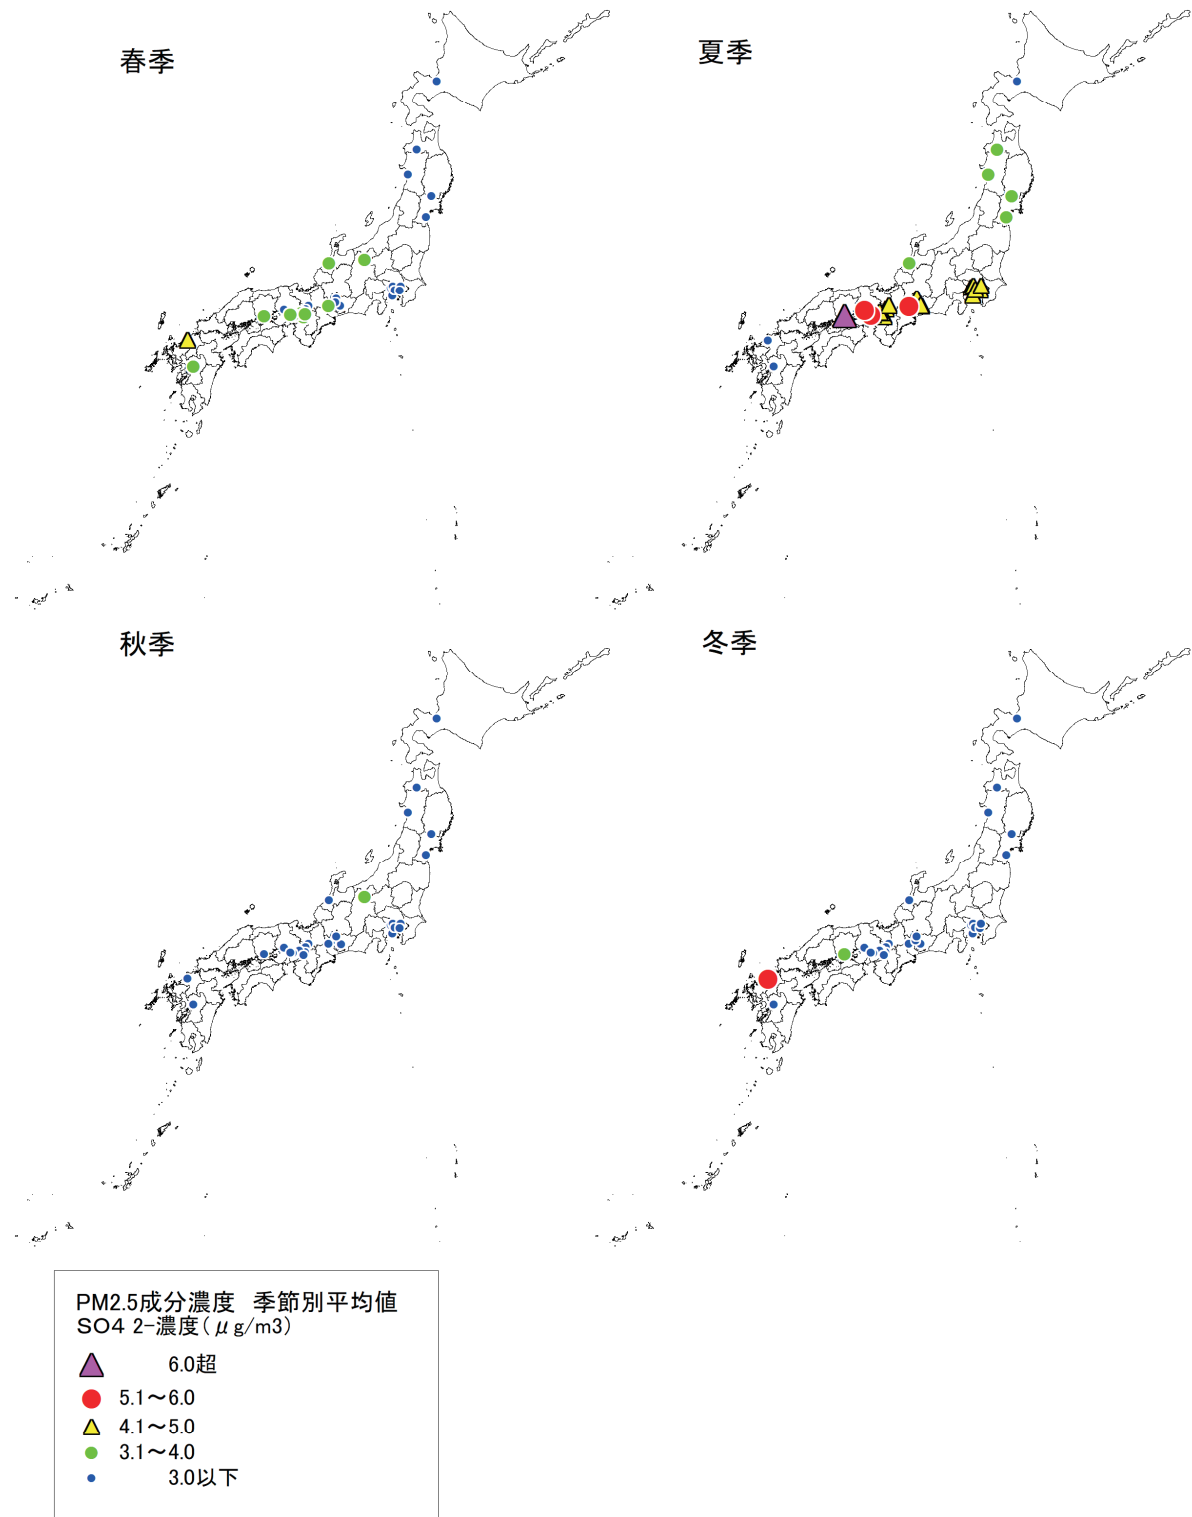 春季
夏季
秋季
冬季
PM2.5成分濃度　季節別平均値
SO4 2-濃度(μg/m3)
6.0超
5.1～6.0
4.1～5.0
3.1～4.0
3.0以下